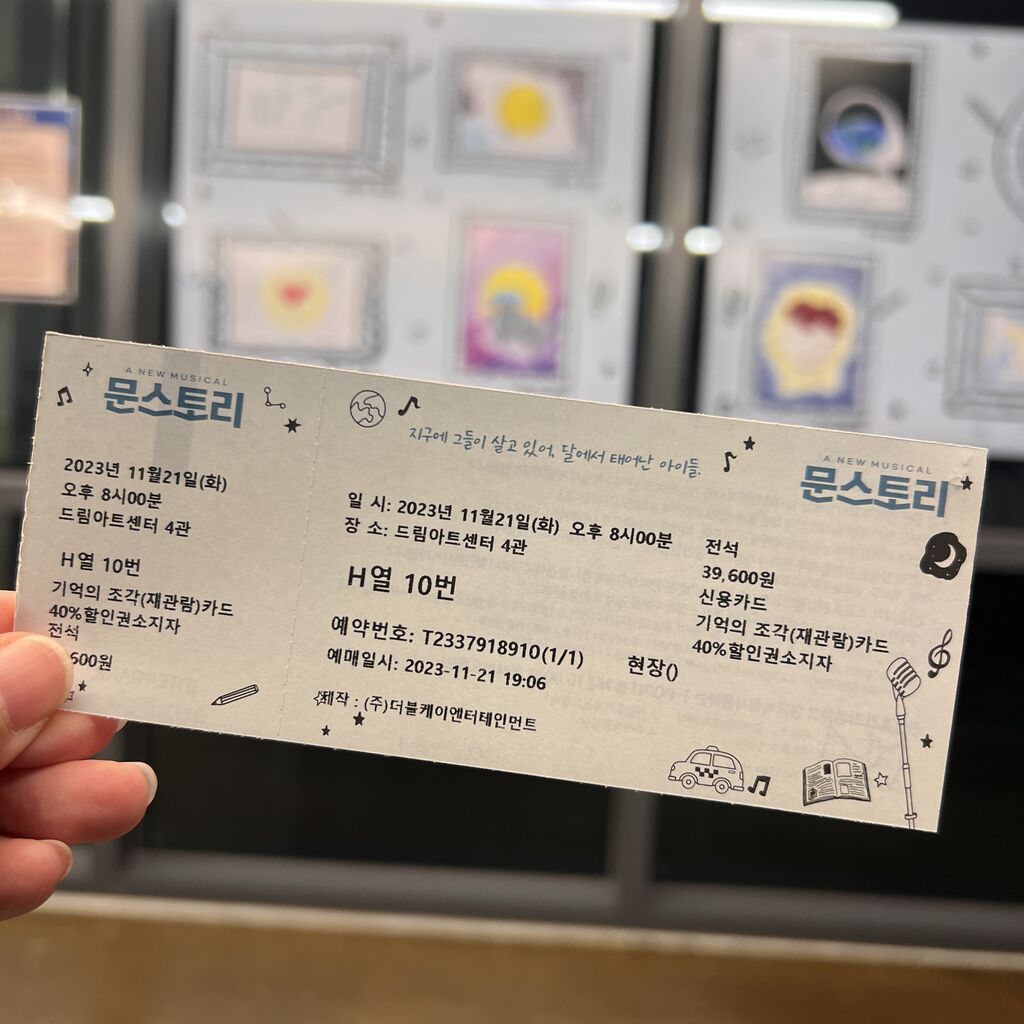 A NEW MUSICAL
문스토리
2023년 11월21일(화)
오후 8시00분
드림아트센터 4관
H열 10번
기억의 조각(재관람)카드
40%할인권소지자
전석
600원
지구에 그들이 살고 있어, 달에서 태어난 아이들.
일 시: 2023년 11월21일(화) 오후 8시00분
장 소: 드림아트센터 4관
H열 10번
예약번호: T2337918910(1/1)
현장()
예매일시: 2023-11-21 19:06
제작 : (주)더블케이엔터테인먼트
A NEW MUSICAL
문스토리
전석
39,600원
신용카드
기억의 조각(재관람)카드
40%할인권소지자